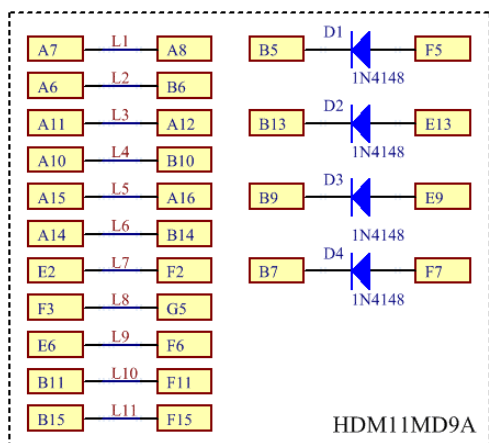 A7 L1 A8
A6 L2 B6
A11 L3 A12
A10 L4 B10
A15 L5 A16
A14 L6 B14
E2 L7 F2
F3 L8 G5
E6 L9 F6
B11 L10 F11
B15 L11 F15
D1
B5 F5
1N4148
D2
B13 E13
1N4148
D3
B9 E9
1N4148
D4
B7 F7
1N4148
HDM11MD9A